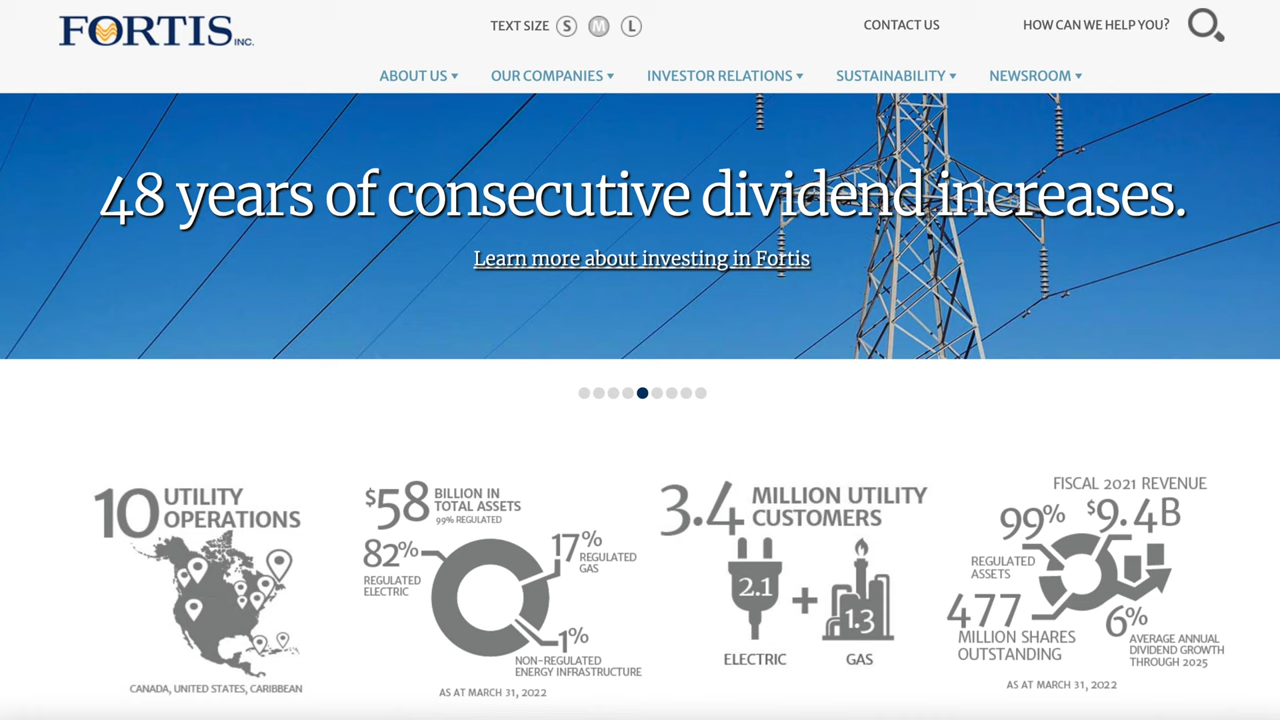 FORTIS INC.
TEXT SIZE S M L
CONTACT US
HOW CAN WE HELP YOU?
ABOUT US ▾ OUR COMPANIES ▾ INVESTOR RELATIONS ▾ SUSTAINABILITY ▾ NEWSROOM ▾
48 years of consecutive dividend increases.
Learn more about investing in Fortis
10 UTILITY
OPERATIONS
CANADA, UNITED STATES, CARIBBEAN
$58 BILLION IN
TOTAL ASSETS
99% REGULATED
82%
REGULATED
ELECTRIC
17%
REGULATED
GAS
1%
NON-REGULATED
ENERGY INFRASTRUCTURE
AS AT MARCH 31, 2022
3.4 MILLION UTILITY
CUSTOMERS
2.1 + 1.3
ELECTRIC GAS
FISCAL 2021 REVENUE
$9.4B
99%
REGULATED
ASSETS
477
MILLION SHARES
OUTSTANDING
6%
AVERAGE ANNUAL
DIVIDEND GROWTH
THROUGH 2025
AS AT MARCH 31, 2022